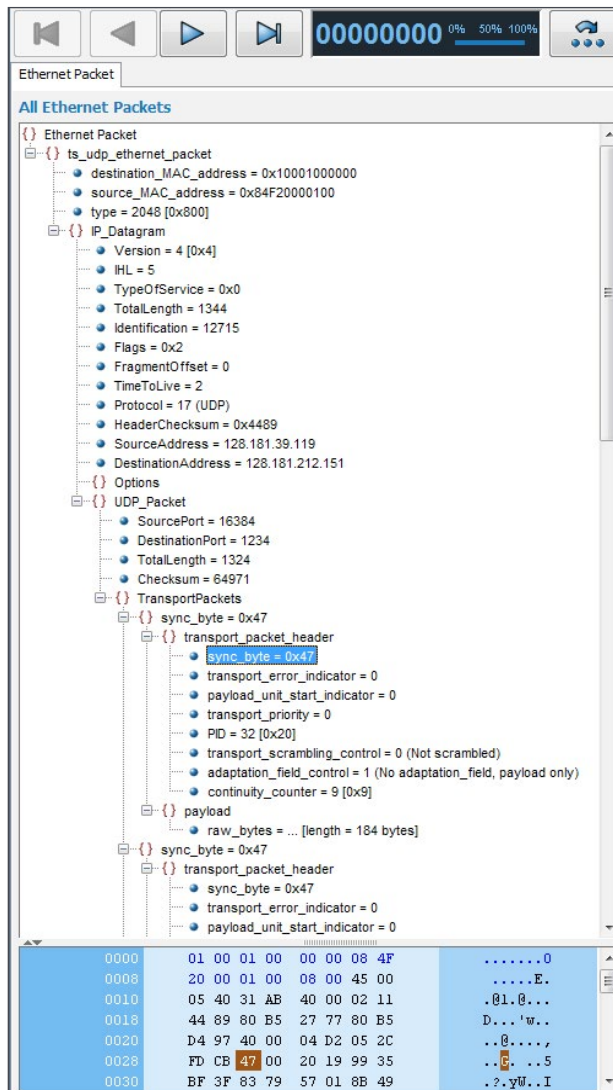 00000000 0% 50% 100%
Ethernet Packet
All Ethernet Packets
{} Ethernet Packet
{} ts_udp_ethernet_packet
destination_MAC_address = 0x10001000000
source_MAC_address = 0x84F20000100
type = 2048 [0x800]
{} IP_Datagram
Version = 4 [0x4]
IHL = 5
TypeOfService = 0x0
TotalLength = 1344
Identification = 12715
Flags = 0x2
FragmentOffset = 0
TimeToLive = 2
Protocol = 17 (UDP)
HeaderChecksum = 0x4489
SourceAddress = 128.181.39.119
DestinationAddress = 128.181.212.151
{} Options
{} UDP_Packet
SourcePort = 16384
DestinationPort = 1234
TotalLength = 1324
Checksum = 64971
{} TransportPackets
{} sync_byte = 0x47
{} transport_packet_header
sync_byte = 0x47
transport_error_indicator = 0
payload_unit_start_indicator = 0
transport_priority = 0
PID = 32 [0x20]
transport_scrambling_control = 0 (Not scrambled)
adaptation_field_control = 1 (No adaptation_field, payload only)
continuity_counter = 9 [0x9]
{} payload
raw_bytes = ... [length = 184 bytes]
{} sync_byte = 0x47
{} transport_packet_header
sync_byte = 0x47
transport_error_indicator = 0
payload_unit_start_indicator = 0
0000 01 00 01 00 00 00 08 4F .......O
0008 20 00 01 00 08 00 45 00 .....E.
0010 05 40 31 AB 40 00 02 11 .@1.@...
0018 44 89 80 B5 27 77 80 B5 D...'w..
0020 D4 97 40 00 04 D2 05 2C ..@....,
0028 FD CB 47 00 20 19 99 35 ..G. ..5
0030 BF 3F 83 79 57 01 8B 49 .?.yW..I